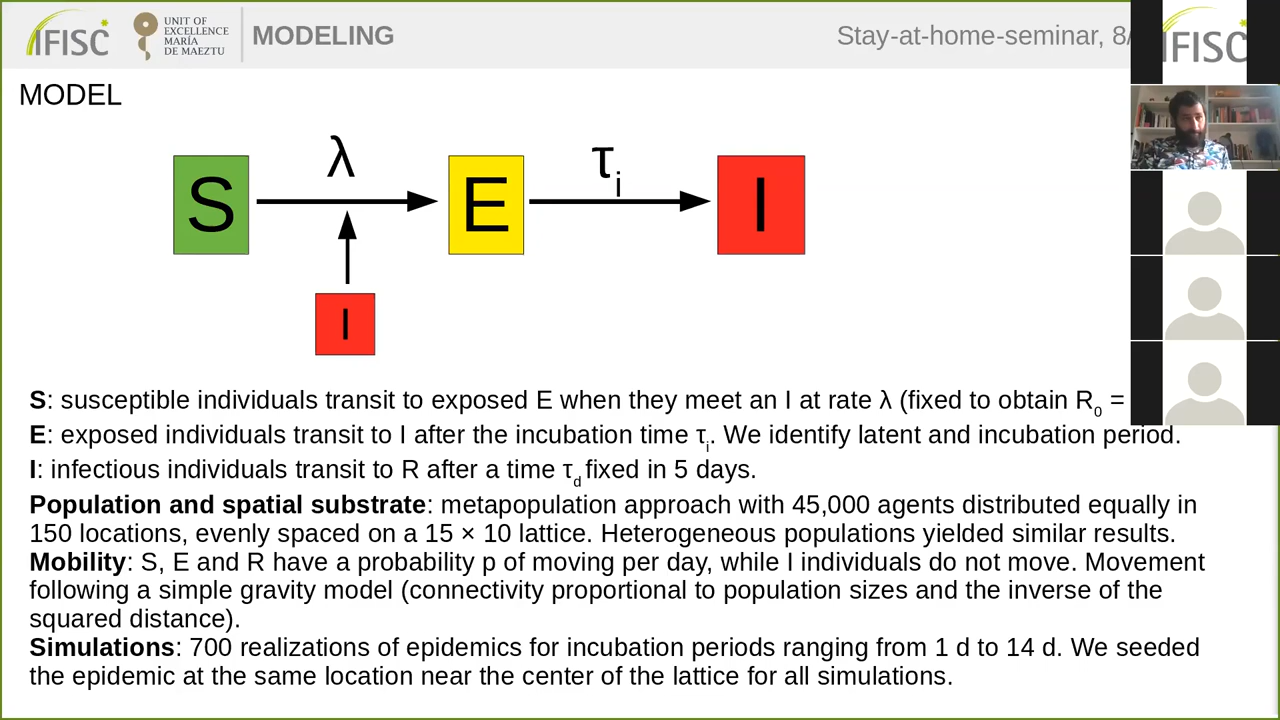 IFISC
UNIT OF
EXCELLENCE
MARÍA
DE MAEZTU
MODELING
Stay-at-home-seminar, 8/
IFISC
MODEL
λ
τi
S
E
I
I
S: susceptible individuals transit to exposed E when they meet an I at rate λ (fixed to obtain R0 =
E: exposed individuals transit to I after the incubation time τi. We identify latent and incubation period.
I: infectious individuals transit to R after a time τd fixed in 5 days.
Population and spatial substrate: metapopulation approach with 45,000 agents distributed equally in
150 locations, evenly spaced on a 15 × 10 lattice. Heterogeneous populations yielded similar results.
Mobility: S, E and R have a probability p of moving per day, while I individuals do not move. Movement
following a simple gravity model (connectivity proportional to population sizes and the inverse of the
squared distance).
Simulations: 700 realizations of epidemics for incubation periods ranging from 1 d to 14 d. We seeded
the epidemic at the same location near the center of the lattice for all simulations.